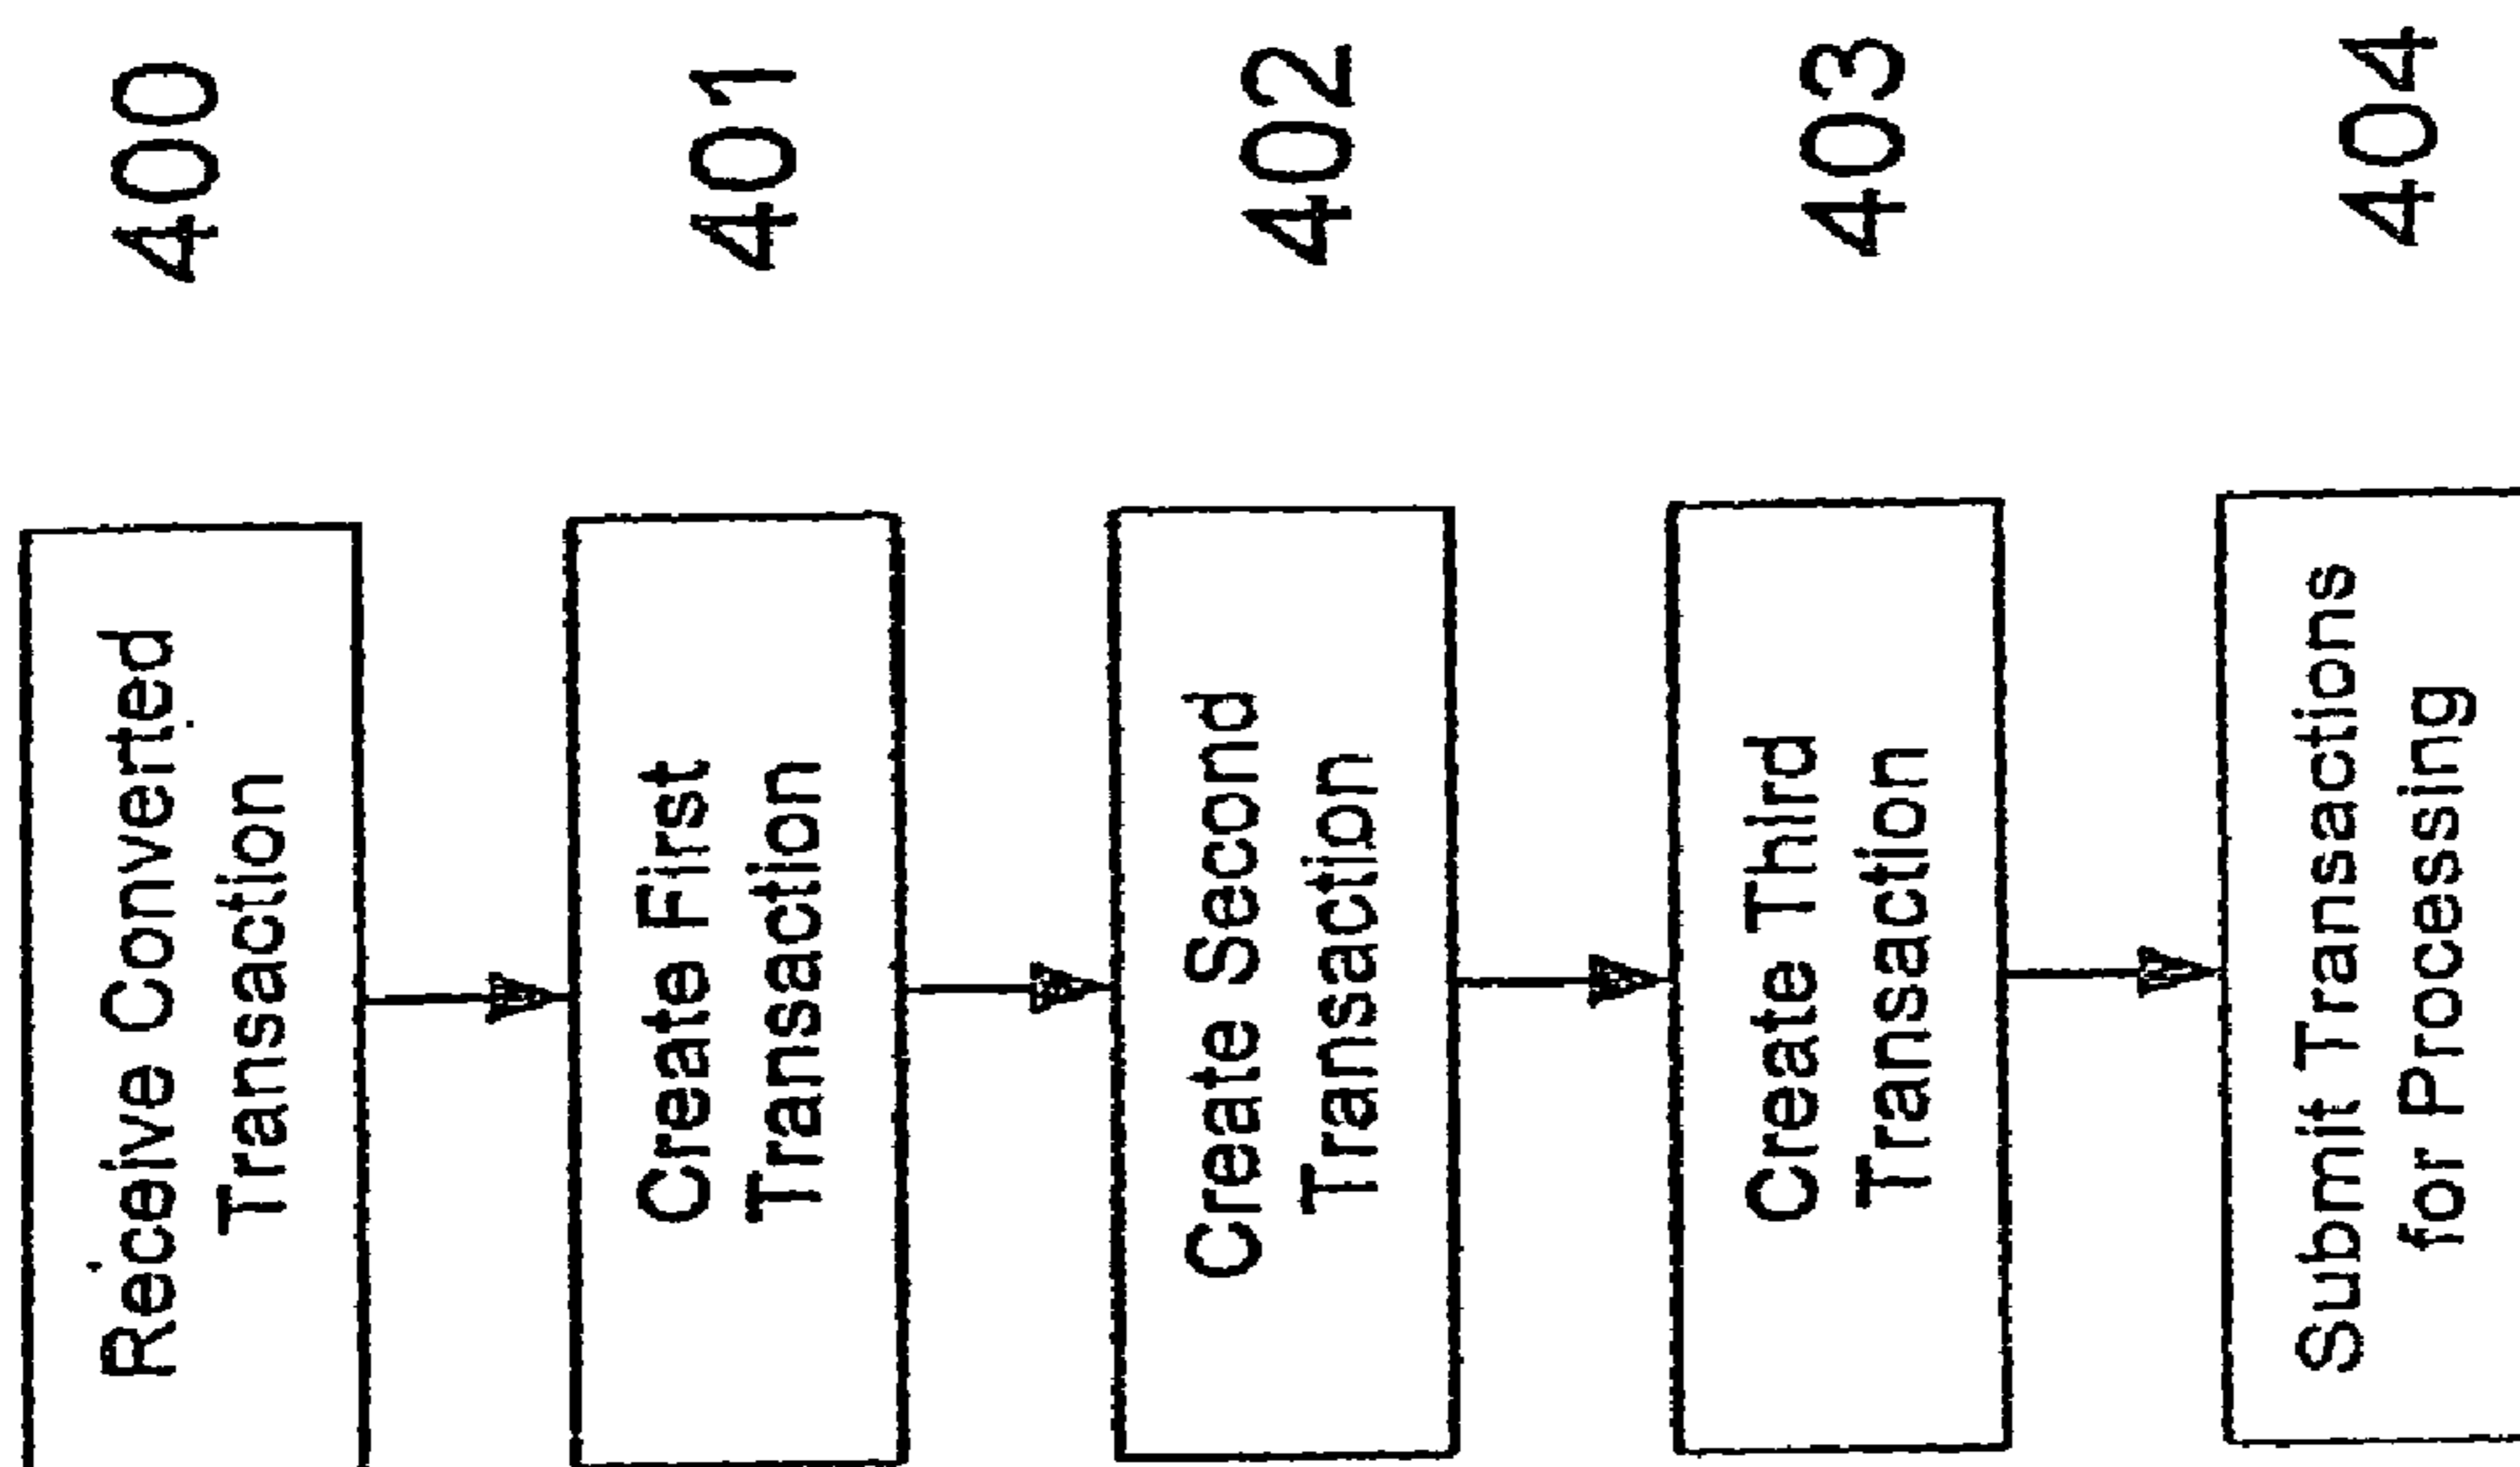 Receive Converted
Transaction
400
Create First
Transaction
401
Create Second
Transaction
402
Create Third
Transaction
403
Submit Transactions
for Processing
404